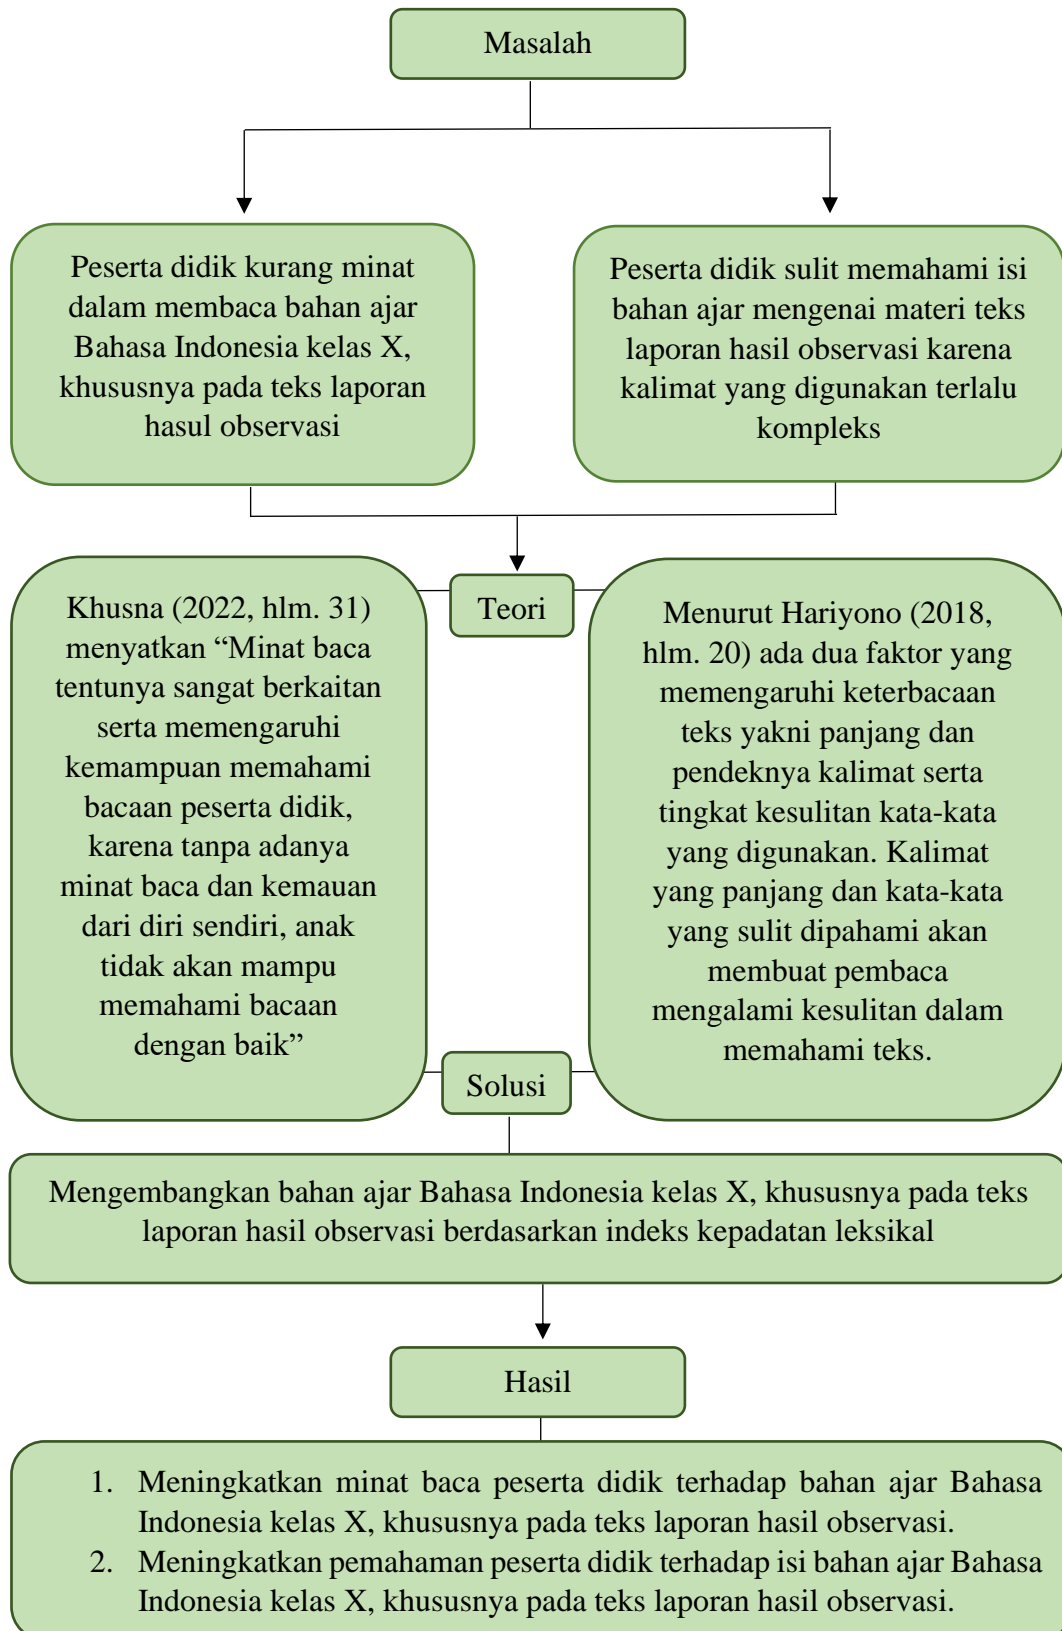 Masalah
Peserta didik kurang minat
dalam membaca bahan ajar
Bahasa Indonesia kelas X,
khususnya pada teks laporan
hasul observasi
Peserta didik sulit memahami isi
bahan ajar mengenai materi teks
laporan hasil observasi karena
kalimat yang digunakan terlalu
kompleks
Teori
Khusna (2022, hlm. 31)
menyatkan “Minat baca
tentunya sangat berkaitan
serta memengaruhi
kemampuan memahami
bacaan peserta didik,
karena tanpa adanya
minat baca dan kemauan
dari diri sendiri, anak
tidak akan mampu
memahami bacaan
dengan baik”
Menurut Hariyono (2018,
hlm. 20) ada dua faktor yang
memengaruhi keterbacaan
teks yakni panjang dan
pendeknya kalimat serta
tingkat kesulitan kata-kata
yang digunakan. Kalimat
yang panjang dan kata-kata
yang sulit dipahami akan
membuat pembaca
mengalami kesulitan dalam
memahami teks.
Solusi
Mengembangkan bahan ajar Bahasa Indonesia kelas X, khususnya pada teks
laporan hasil observasi berdasarkan indeks kepadatan leksikal
Hasil
1. Meningkatkan minat baca peserta didik terhadap bahan ajar Bahasa
Indonesia kelas X, khususnya pada teks laporan hasil observasi.
2. Meningkatkan pemahaman peserta didik terhadap isi bahan ajar Bahasa
Indonesia kelas X, khususnya pada teks laporan hasil observasi.